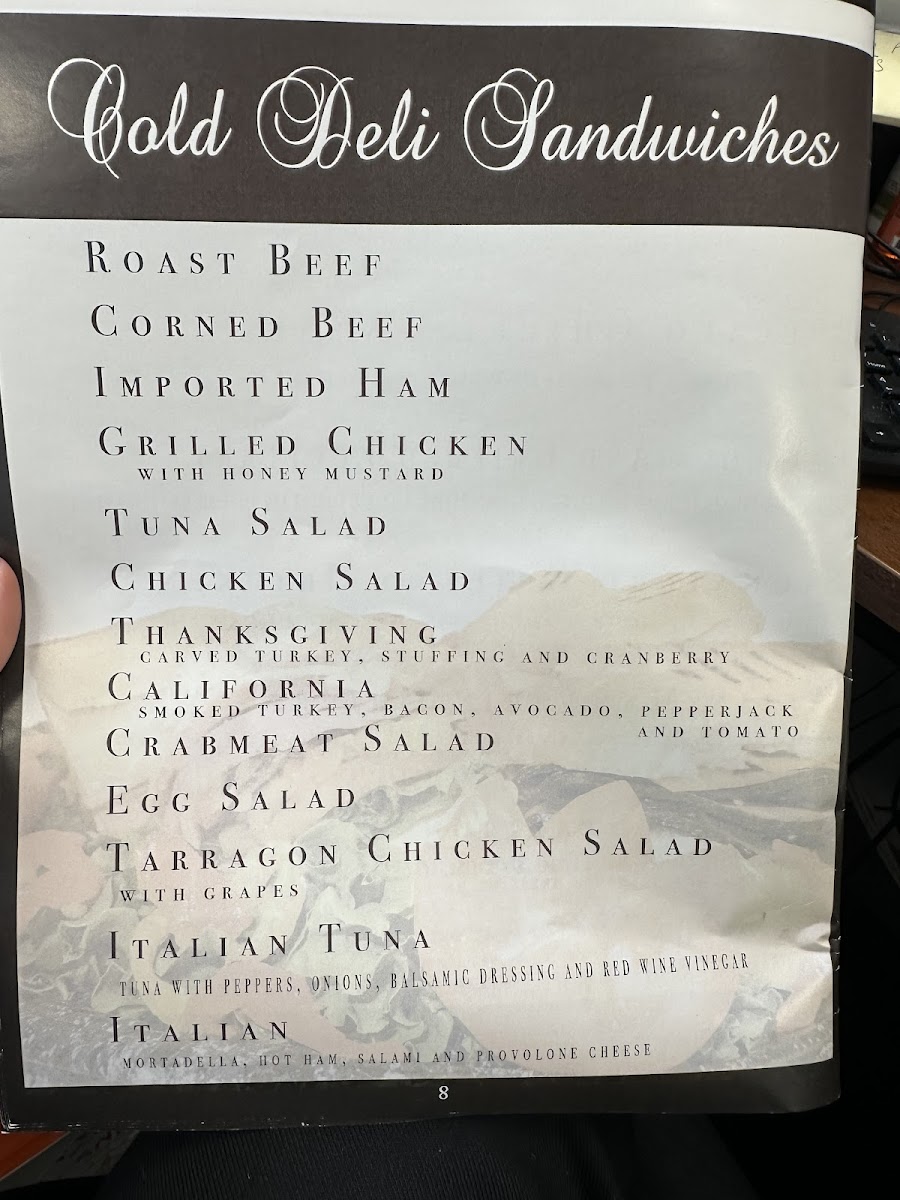 Cold Deli Sandwiches
Roast Beef
Corned Beef
Imported Ham
Grilled Chicken
with honey mustard
Tuna Salad
Chicken Salad
Thanksgiving
carved turkey, stuffing and cranberry
California
smoked turkey, bacon, avocado, pepperjack
and tomato
Crabmeat Salad
Egg Salad
Tarragon Chicken Salad
with grapes
Italian Tuna
tuna with peppers, onions, balsamic dressing and red wine vinegar
Italian
mortadella, hot ham, salami and provolone cheese
8